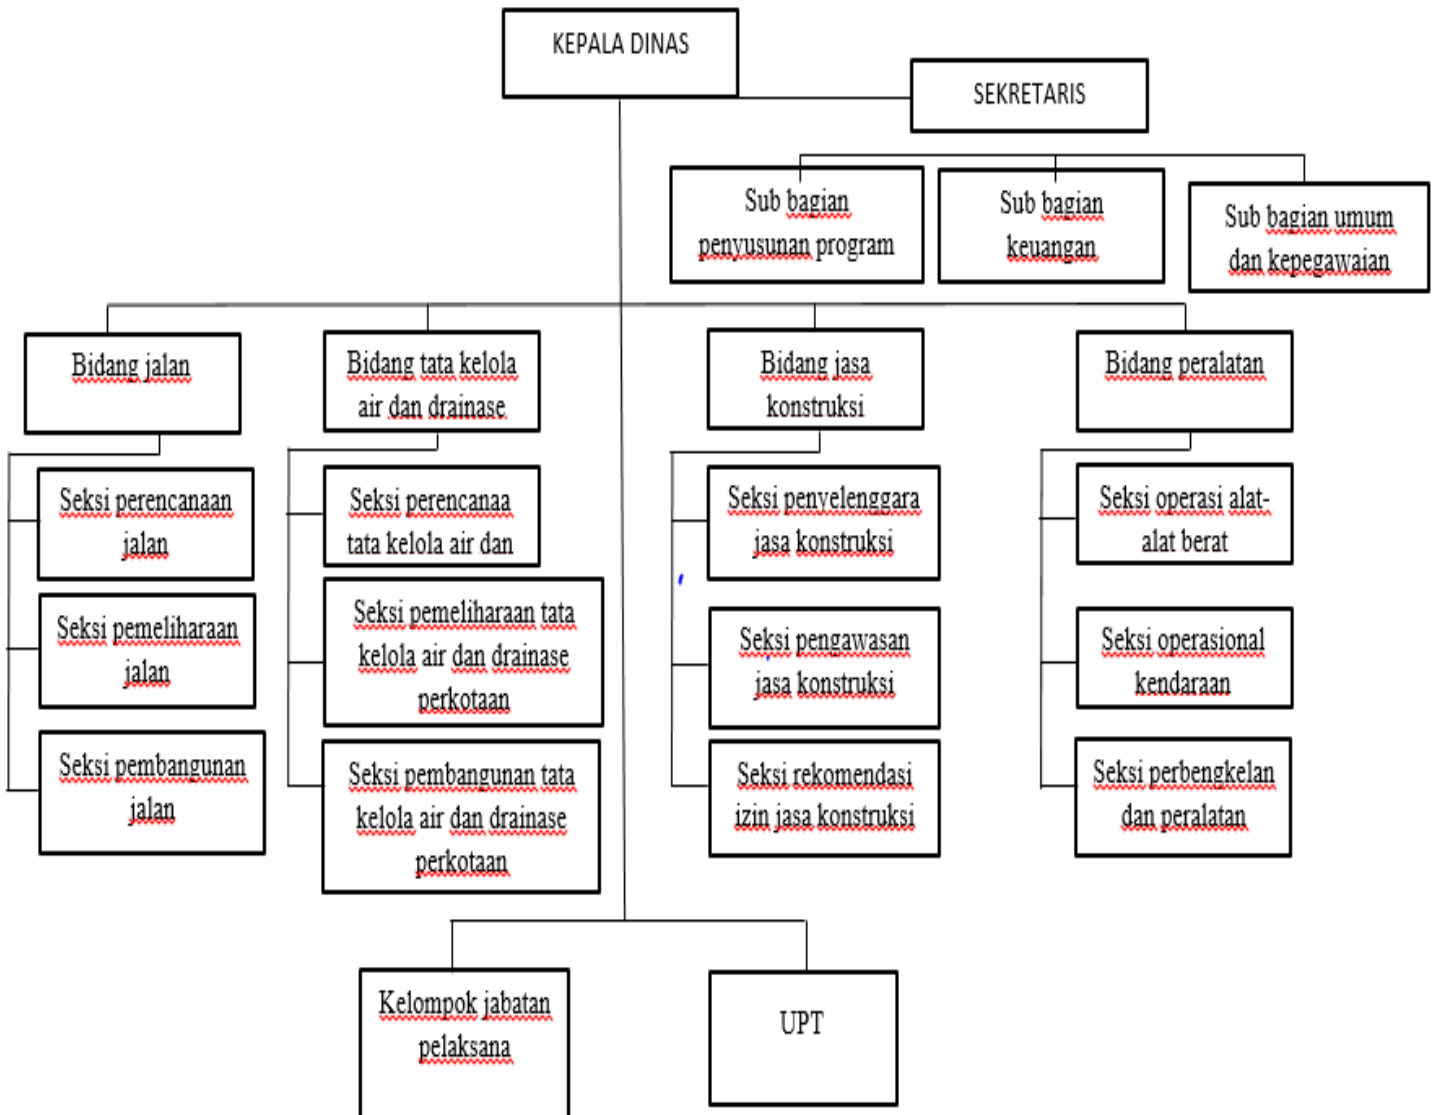 KEPALA DINAS
SEKRETARIS
Sub bagian
penyusunan program
Sub bagian
keuangan
Sub bagian umum
dan kepegawaian
Bidang jalan
Bidang tata kelola
air dan drainase
Bidang jasa
konstruksi
Bidang peralatan
Seksi perencanaan
jalan
Seksi pemeliharaan
jalan
Seksi pembangunan
jalan
Seksi perencanaa
tata kelola air dan
Seksi pemeliharaan tata
kelola air dan drainase
perkotaan
Seksi pembangunan tata
kelola air dan drainase
perkotaan
Seksi penyelenggara
jasa konstruksi
Seksi pengawasan
jasa konstruksi
Seksi rekomendasi
izin jasa konstruksi
Seksi operasi alat-
alat berat
Seksi operasional
kendaraan
Seksi perbengkelan
dan peralatan
Kelompok jabatan
pelaksana
UPT